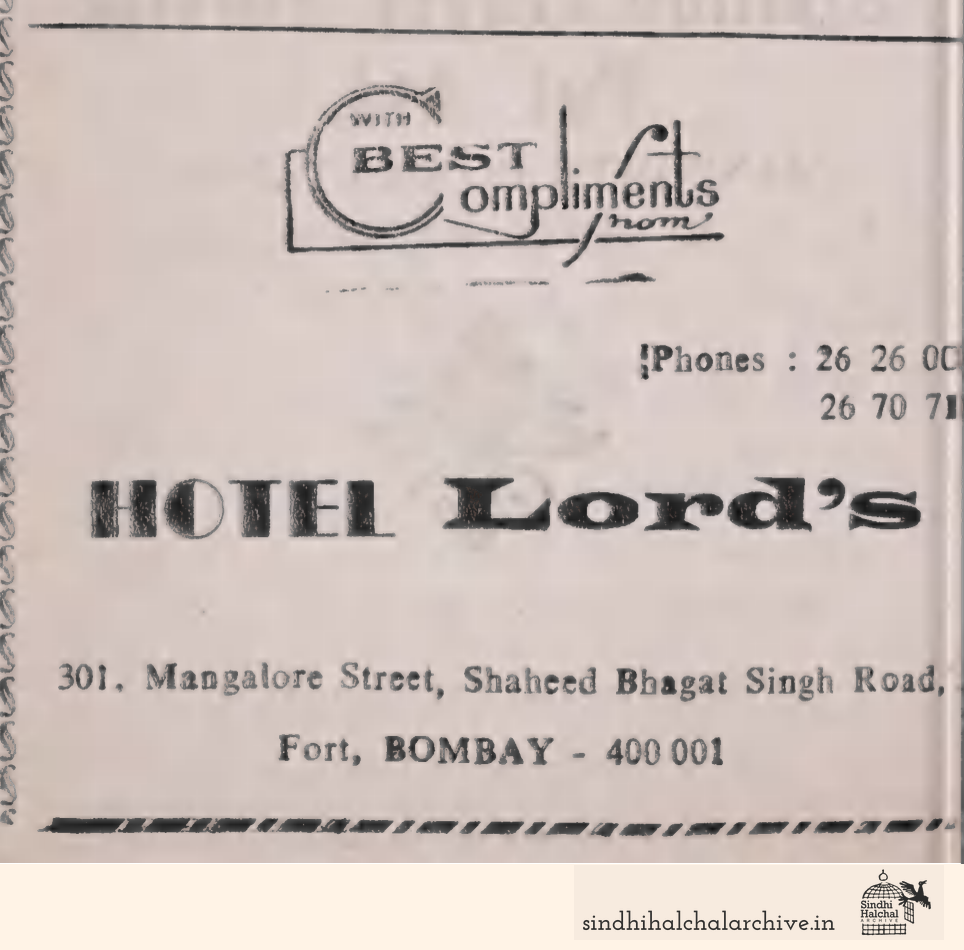 WITH
BEST
Compliments
from
Phones : 26 26 00
26 70 71
HOTEL Lord's
301, Mangalore Street, Shaheed Bhagat Singh Road,
Fort, BOMBAY - 400 001
sindhihalchalarchive.in
Sindhi
Halchal
ARCHIVE